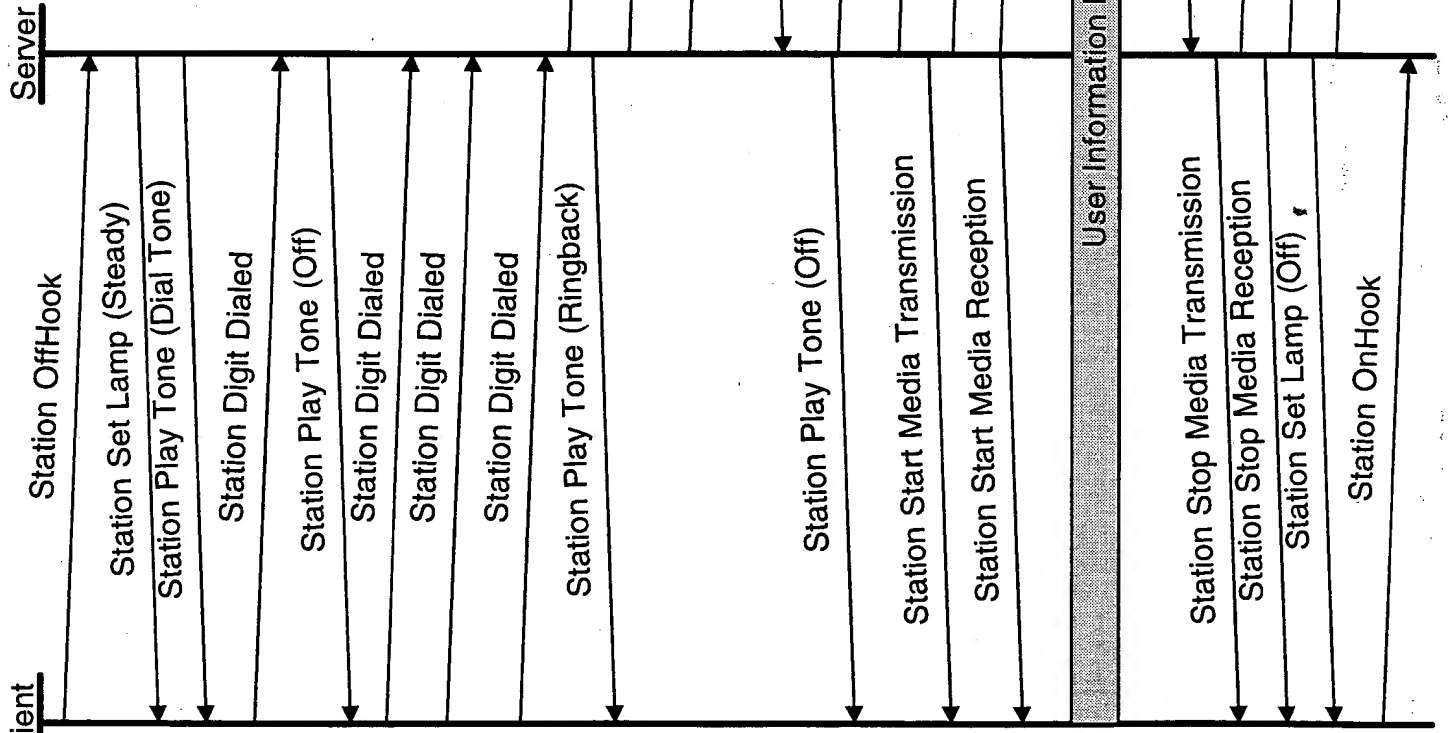 Server
Station OffHook
Station Set Lamp (Steady)
Station Play Tone (Dial Tone)
Station Digit Dialed
Station Play Tone (Off)
Station Digit Dialed
Station Digit Dialed
Station Digit Dialed
Station Play Tone (Ringback)
Station Play Tone (Off)
Station Start Media Transmission
Station Start Media Reception
User Information
Station Stop Media Transmission
Station Stop Media Reception
Station Set Lamp (Off)
Station OnHook
ient